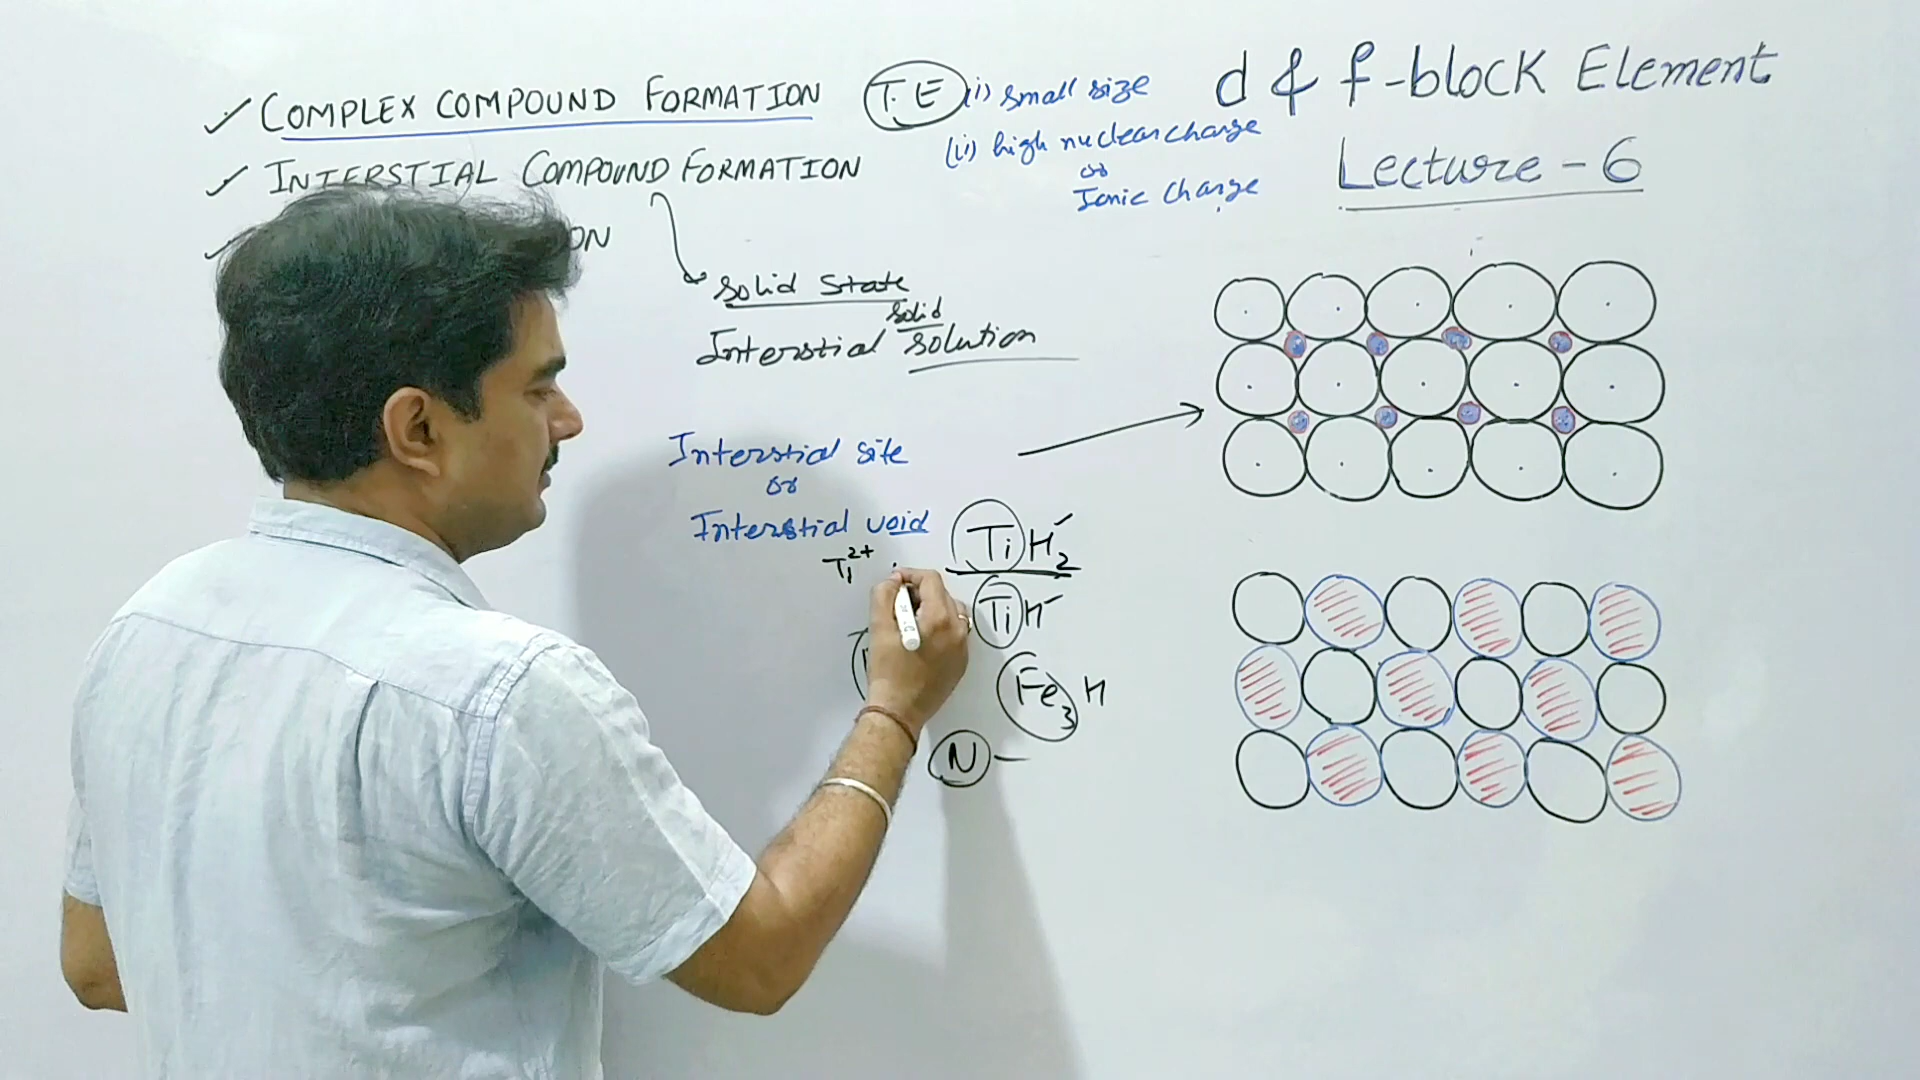 COMPLEX COMPOUND FORMATION
INTERSTIAL COMPOUND FORMATION
ON
T.E
(i) small size
(ii) high nuclear charge
or
Ionic charge
d & f-block Element
Lecture - 6
Solid State
solid
Interstial Solution
Interstial site
or
Interstial void
Ti²⁺
TiH₂
TiH
Fe₃H
N —